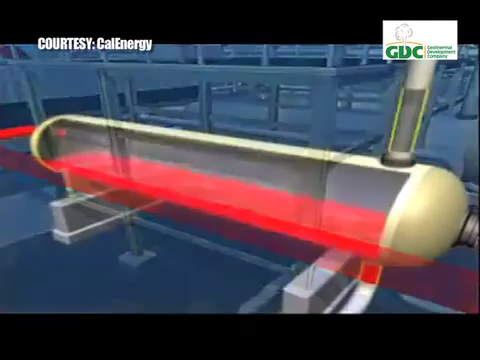 COURTESY: CalEnergy
GDC
Geothermal
Development
Company